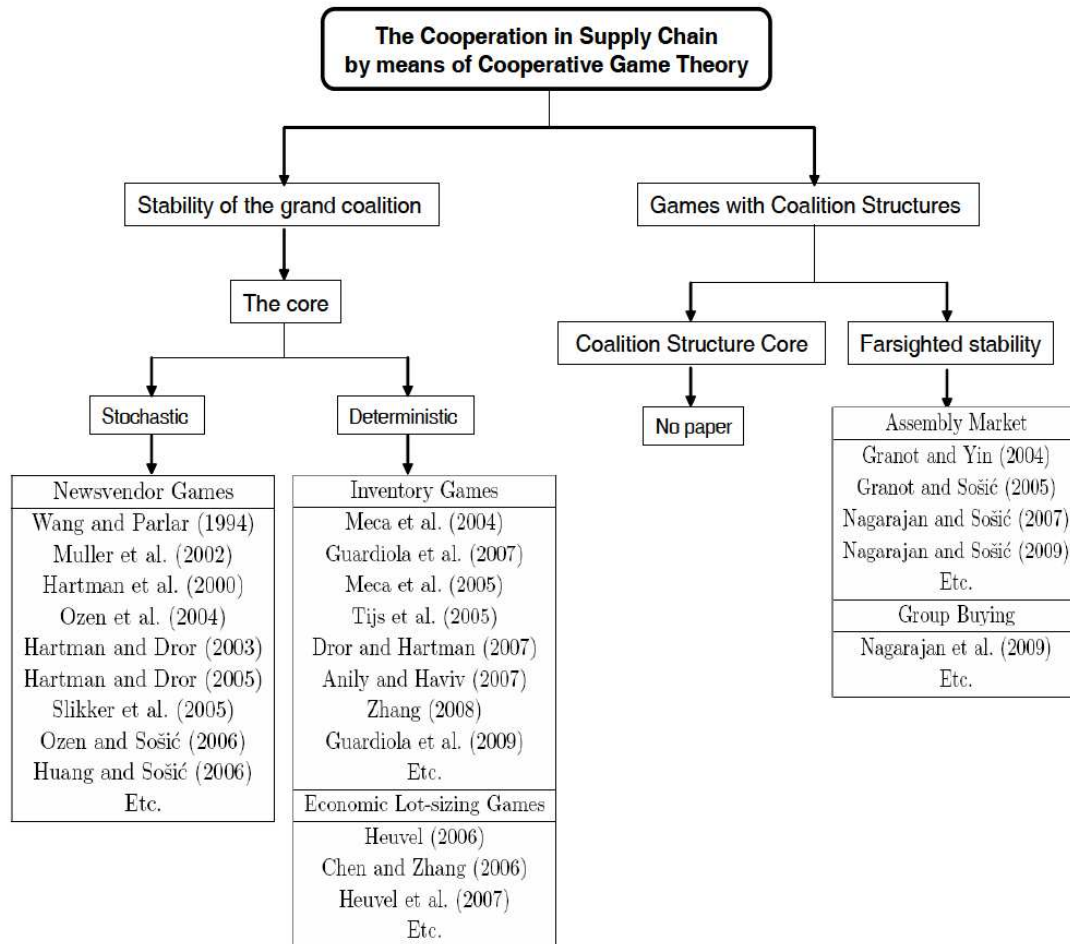 The Cooperation in Supply Chain
by means of Cooperative Game Theory
Stability of the grand coalition
Games with Coalition Structures
The core
Coalition Structure Core
Farsighted stability
Stochastic
Deterministic
No paper
Newsvendor Games
Wang and Parlar (1994)
Muller et al. (2002)
Hartman et al. (2000)
Ozen et al. (2004)
Hartman and Dror (2003)
Hartman and Dror (2005)
Slikker et al. (2005)
Ozen and Sošić (2006)
Huang and Sošić (2006)
Etc.
Inventory Games
Meca et al. (2004)
Guardiola et al. (2007)
Meca et al. (2005)
Tijs et al. (2005)
Dror and Hartman (2007)
Anily and Haviv (2007)
Zhang (2008)
Guardiola et al. (2009)
Etc.
Economic Lot-sizing Games
Heuvel (2006)
Chen and Zhang (2006)
Heuvel et al. (2007)
Etc.
Assembly Market
Granot and Yin (2004)
Granot and Sošić (2005)
Nagarajan and Sošić (2007)
Nagarajan and Sošić (2009)
Etc.
Group Buying
Nagarajan et al. (2009)
Etc.